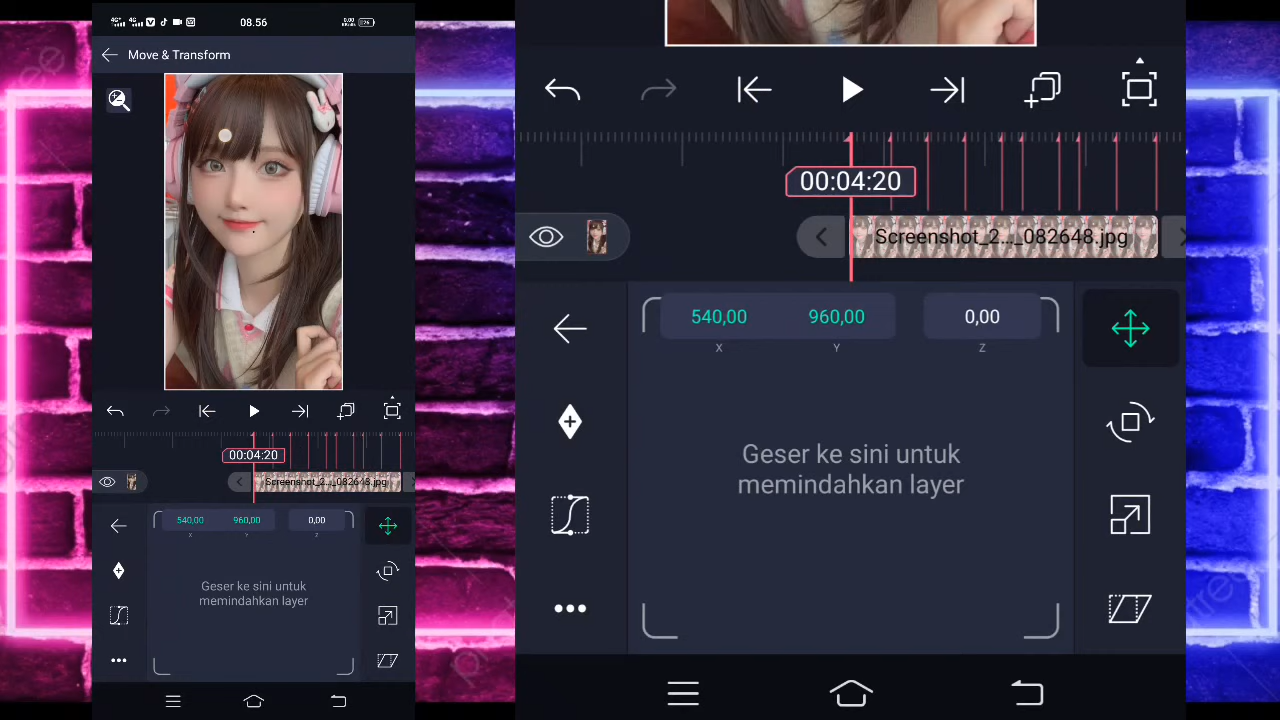 08.56
Move & Transform
00:04:20
Screenshot_2..._082648.jpg
540,00 960,00 0,00
X Y Z
Geser ke sini untuk
memindahkan layer
00:04:20
Screenshot_2..._082648.jpg
540,00 960,00 0,00
X Y Z
Geser ke sini untuk
memindahkan layer